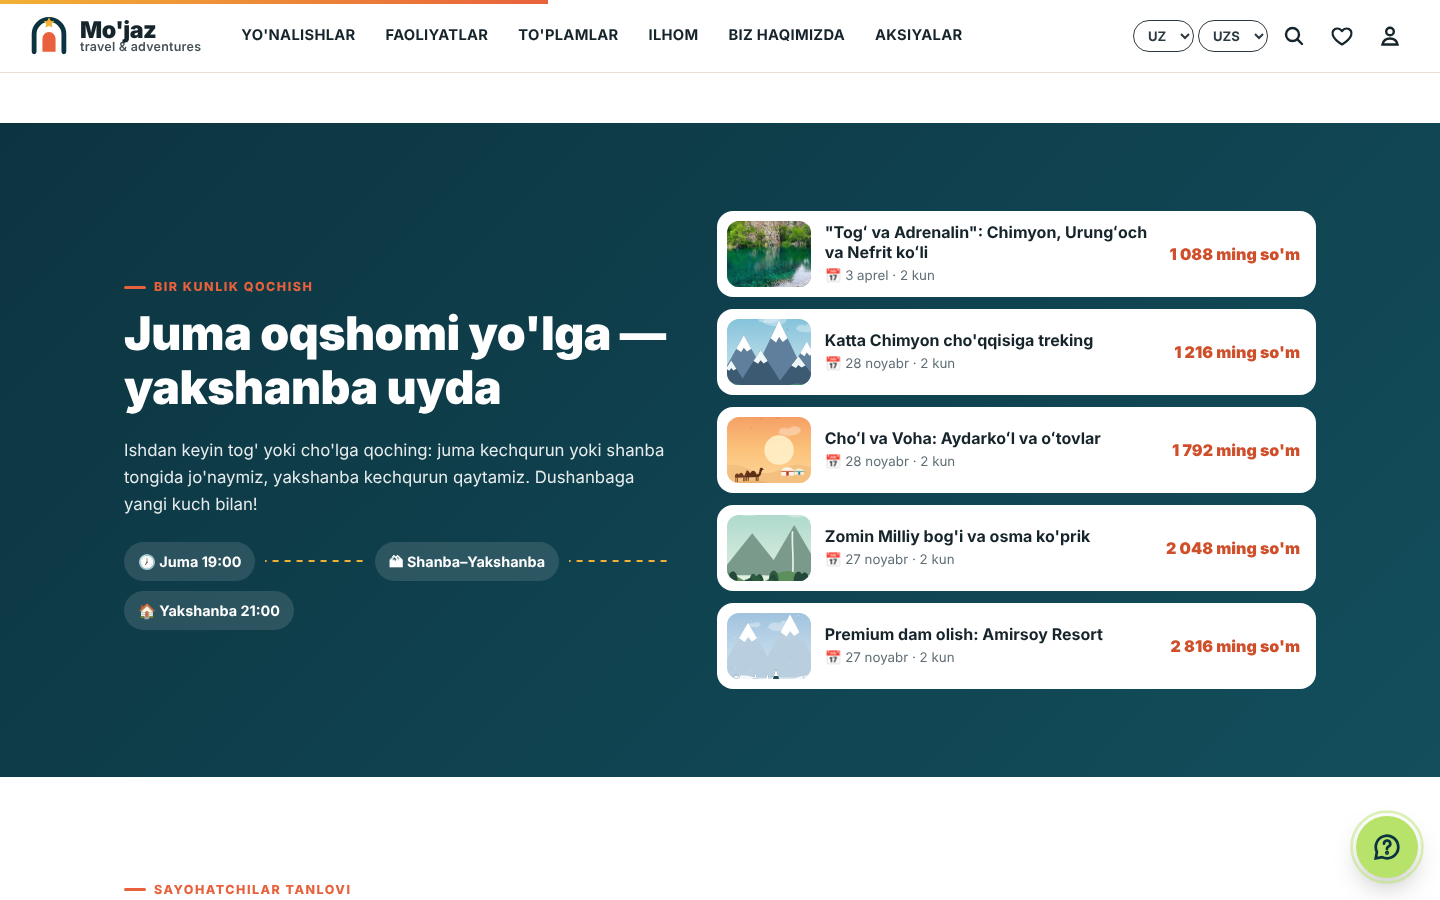 Mo'jaz
travel & adventures
YO'NALISHLAR
FAOLIYATLAR
TO'PLAMLAR
ILHOM
BIZ HAQIMIZDA
AKSIYALAR
UZ
UZS
BIR KUNLIK QOCHISH
Juma oqshomi yo'lga —
yakshanba uyda
Ishdan keyin tog' yoki cho'lga qoching: juma kechqurun yoki shanba
tongida jo'naymiz, yakshanba kechqurun qaytamiz. Dushanbaga
yangi kuch bilan!
🕖 Juma 19:00
🏔 Shanba–Yakshanba
🏠 Yakshanba 21:00
"Togʻ va Adrenalin": Chimyon, Urungʻoch
va Nefrit koʻli
📅 3 aprel · 2 kun
1 088 ming so'm
Katta Chimyon cho'qqisiga treking
📅 28 noyabr · 2 kun
1 216 ming so'm
Choʻl va Voha: Aydarkoʻl va oʻtovlar
📅 28 noyabr · 2 kun
1 792 ming so'm
Zomin Milliy bog'i va osma ko'prik
📅 27 noyabr · 2 kun
2 048 ming so'm
Premium dam olish: Amirsoy Resort
📅 27 noyabr · 2 kun
2 816 ming so'm
SAYOHATCHILAR TANLOVI